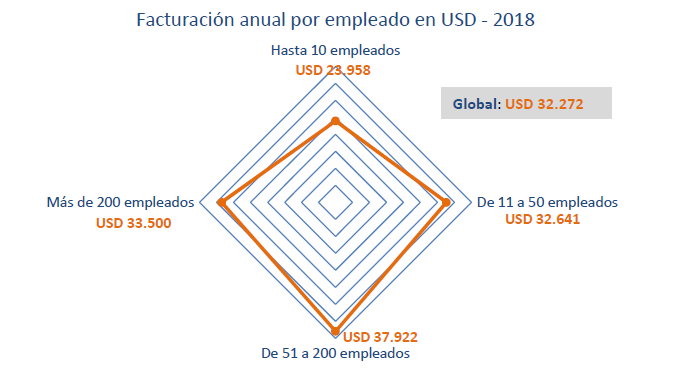 Facturación anual por empleado en USD - 2018
Hasta 10 empleados
USD 23.958
Global: USD 32.272
Más de 200 empleados
USD 33.500
De 11 a 50 empleados
USD 32.641
USD 37.922
De 51 a 200 empleados